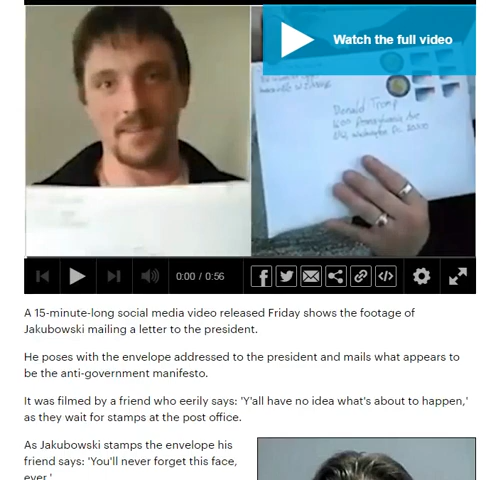 Watch the full video
Donald Trump
0:00 / 0:56
A 15-minute-long social media video released Friday shows the footage of
Jakubowski mailing a letter to the president.
He poses with the envelope addressed to the president and mails what appears to
be the anti-government manifesto.
It was filmed by a friend who eerily says: 'Y'all have no idea what's about to happen,'
as they wait for stamps at the post office.
As Jakubowski stamps the envelope his
friend says: 'You'll never forget this face,
ever.'